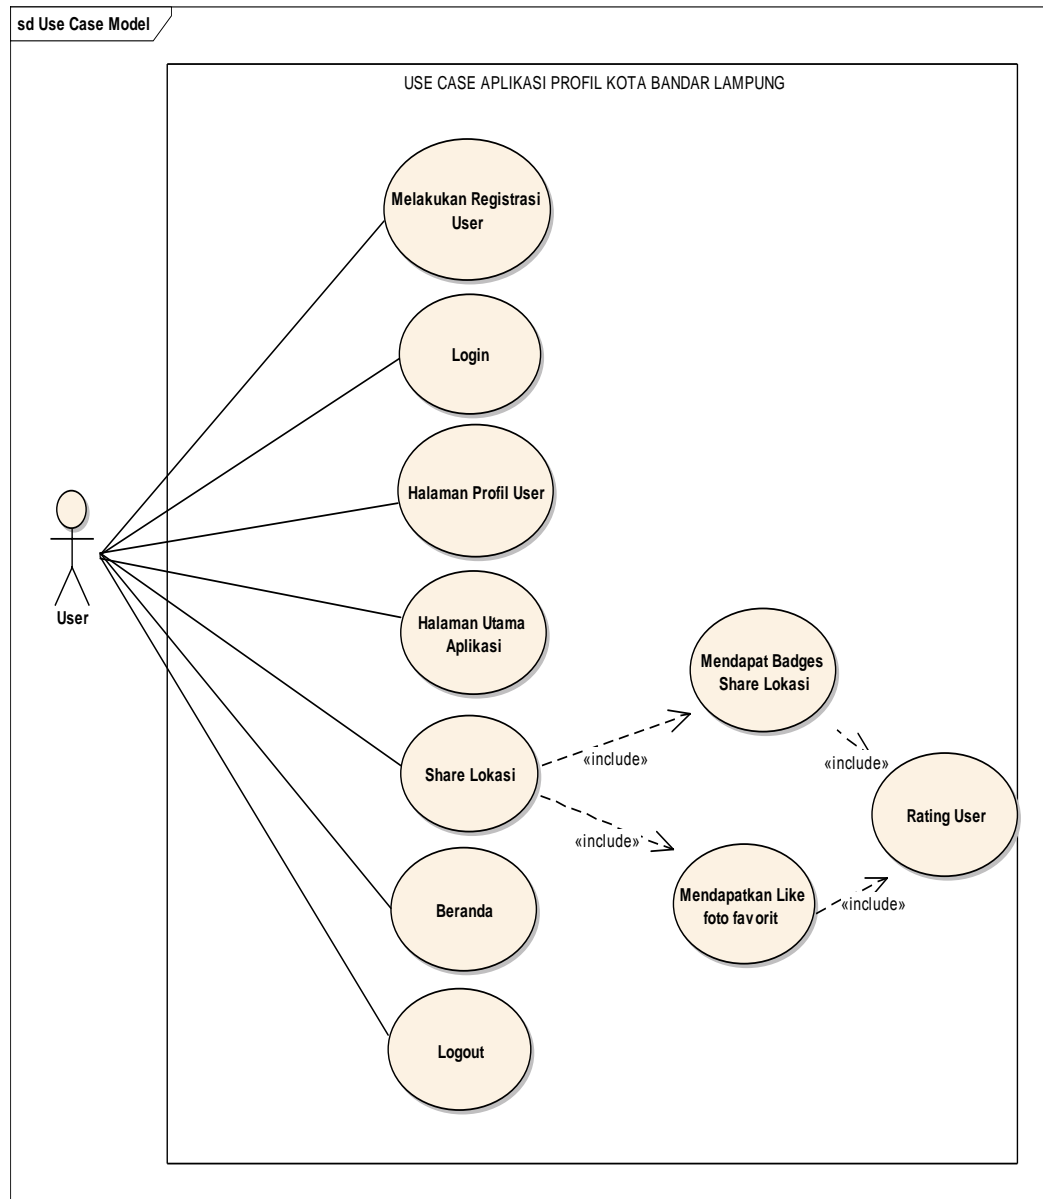 sd Use Case Model
USE CASE APLIKASI PROFIL KOTA BANDAR LAMPUNG
Melakukan Registrasi
User
Login
Halaman Profil User
User
Halaman Utama
Aplikasi
Mendapat Badges
Share Lokasi
«include»
«include»
Share Lokasi
Rating User
«include»
Mendapatkan Like
foto favorit
«include»
Beranda
Logout